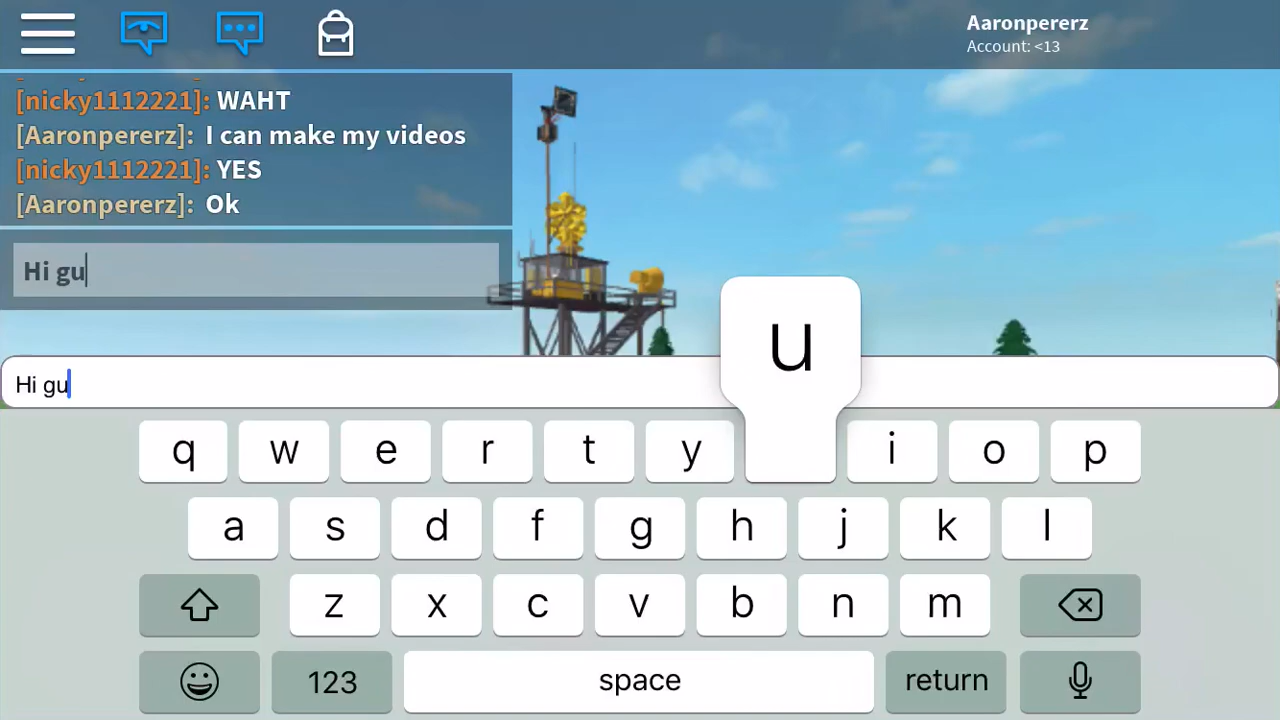 Aaronpererz
Account: <13
[nicky1112221]: WAHT
[Aaronpererz]: I can make my videos
[nicky1112221]: YES
[Aaronpererz]: Ok
Hi gu
u
Hi gu
q w e r t y i o p
a s d f g h j k l
z x c v b n m
123 space return